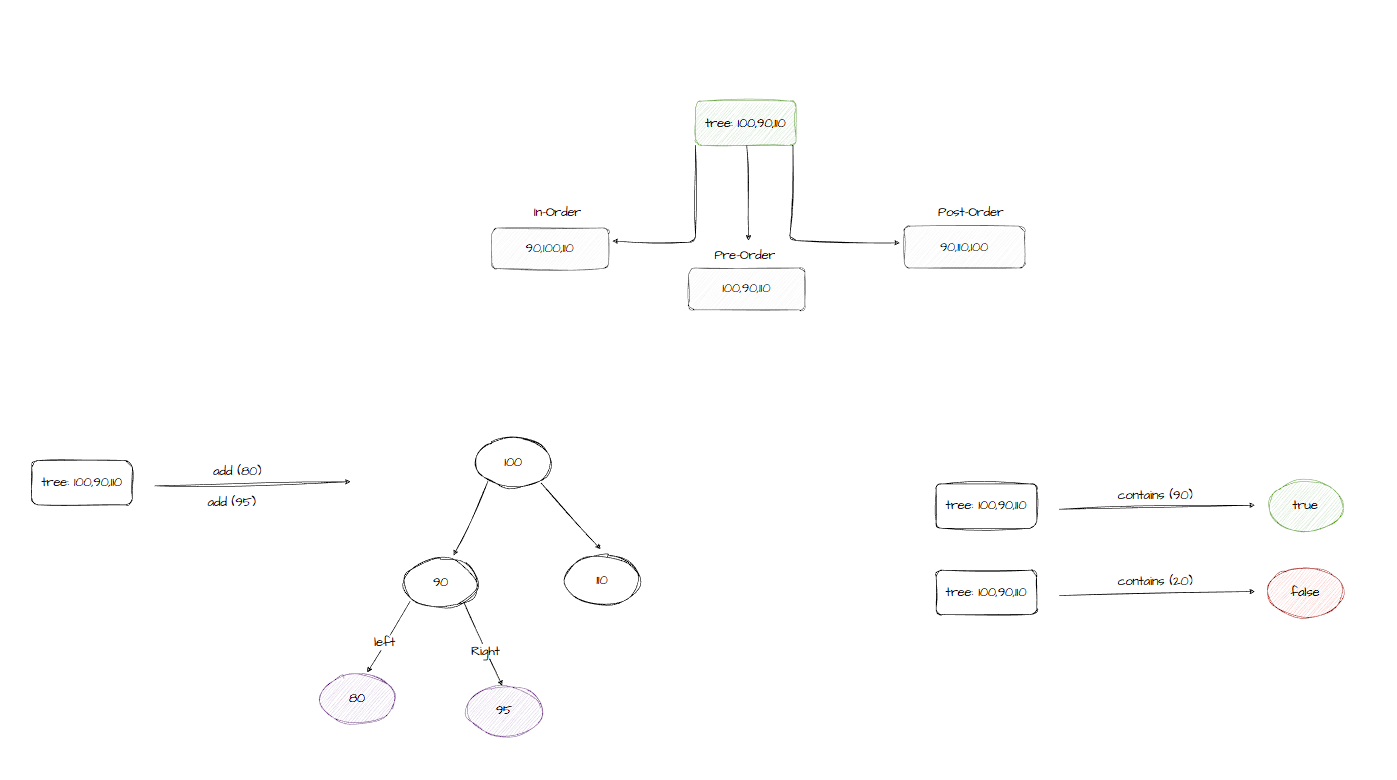 tree: 100,90,110
In-Order
90,100,110
Pre-Order
100,90,110
Post-Order
90,110,100
tree: 100,90,110
add (80)
add (95)
100
90
110
left
Right
80
95
tree: 100,90,110
contains (90)
true
tree: 100,90,110
contains (20)
false